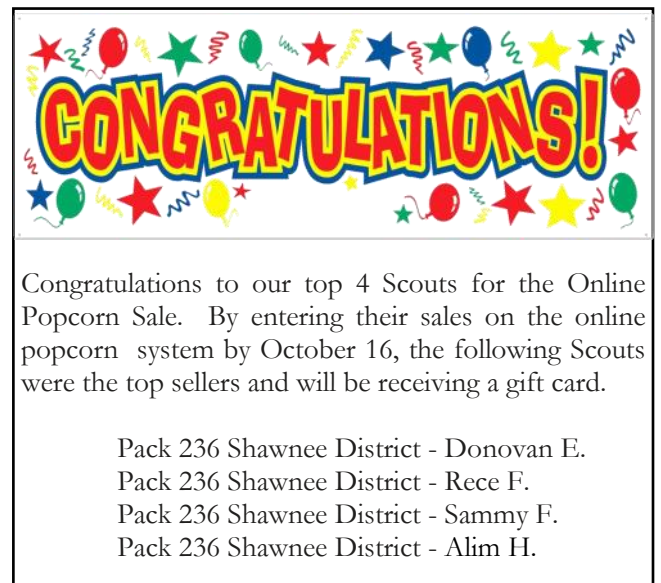 CONGRATULATIONS!
Congratulations to our top 4 Scouts for the Online
Popcorn Sale. By entering their sales on the online
popcorn system by October 16, the following Scouts
were the top sellers and will be receiving a gift card.
Pack 236 Shawnee District - Donovan E.
Pack 236 Shawnee District - Rece F.
Pack 236 Shawnee District - Sammy F.
Pack 236 Shawnee District - Alim H.